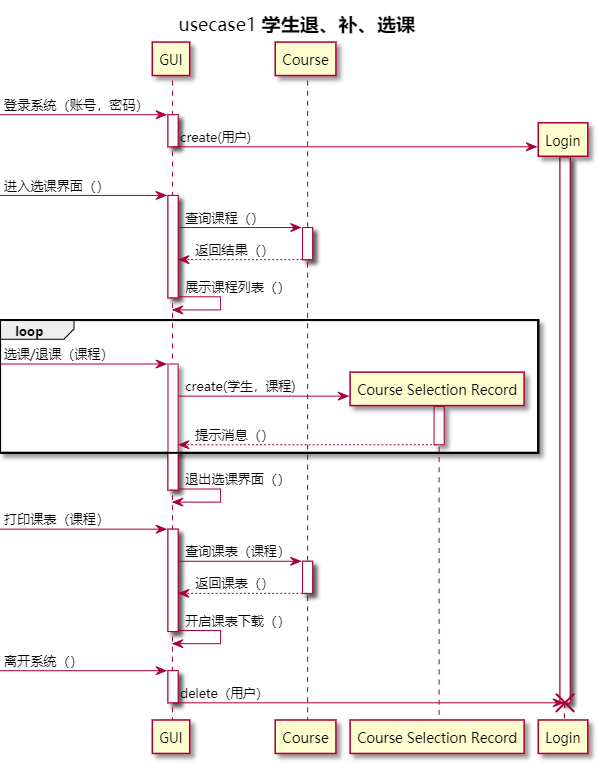 usecase1 学生退、补、选课
GUI
Course
登录系统（账号，密码）
create(用户)
Login
进入选课界面（）
查询课程（）
返回结果（）
展示课程列表（）
loop
选课/退课（课程）
create(学生，课程)
Course Selection Record
提示消息（）
退出选课界面（）
打印课表（课程）
查询课表（课程）
返回课表（）
开启课表下载（）
离开系统（）
delete（用户）
GUI
Course
Course Selection Record
Login